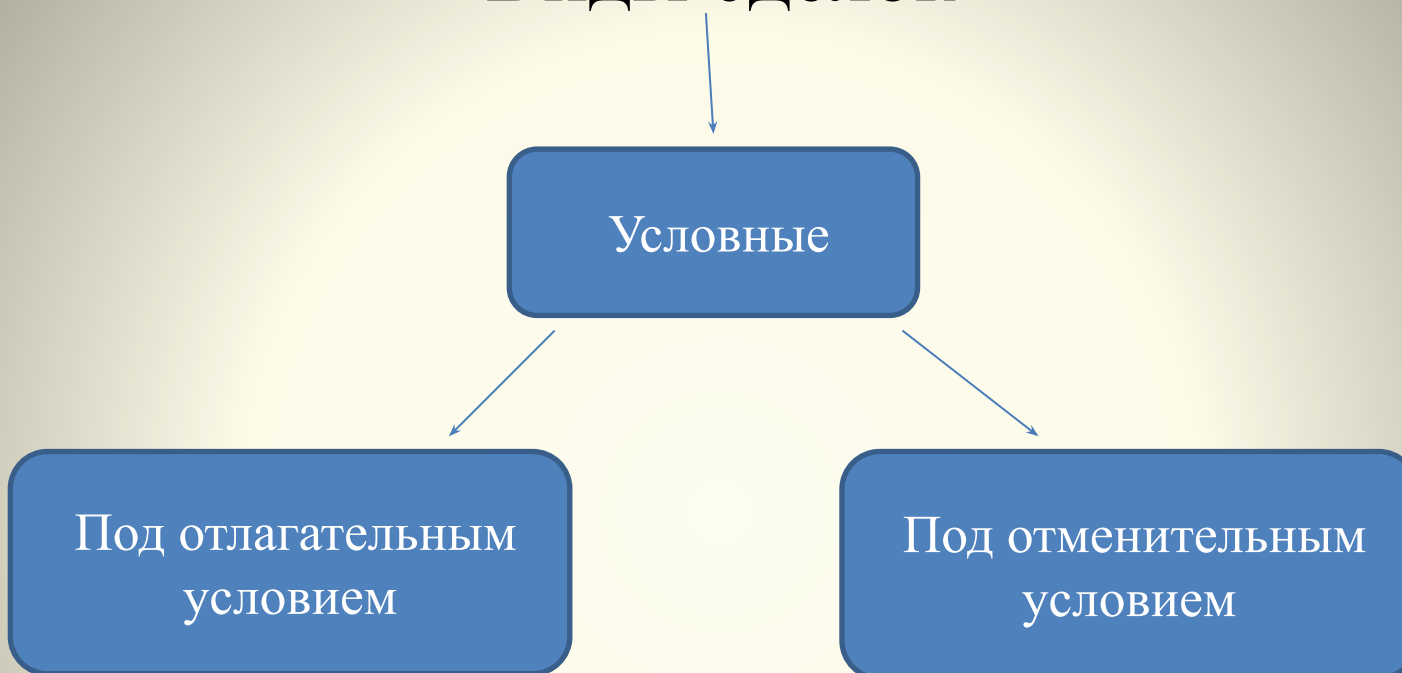 Условные
Под отлагательным
условием
Под отменительным
условием